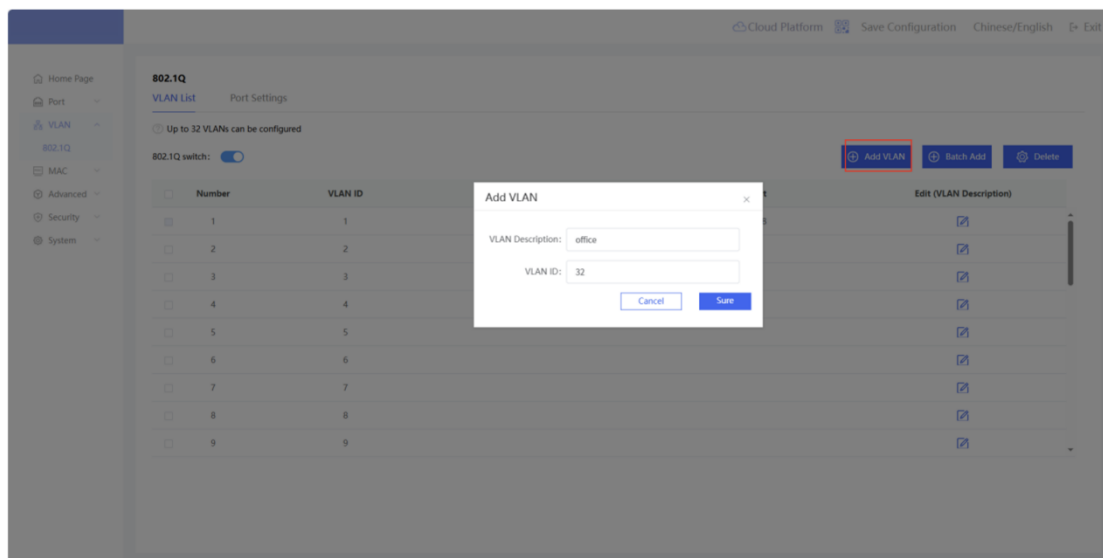 Cloud Platform Save Configuration Chinese/English Exit
Home Page
Port
VLAN
802.1Q
MAC
Advanced
Security
System
802.1Q
VLAN List Port Settings
Up to 32 VLANs can be configured
802.1Q switch:
Add VLAN Batch Add Delete
Number VLAN ID Edit (VLAN Description)
1 1
2 2
3 3
4 4
5 5
6 6
7 7
8 8
9 9
Add VLAN
VLAN Description: office
VLAN ID: 32
Cancel Sure